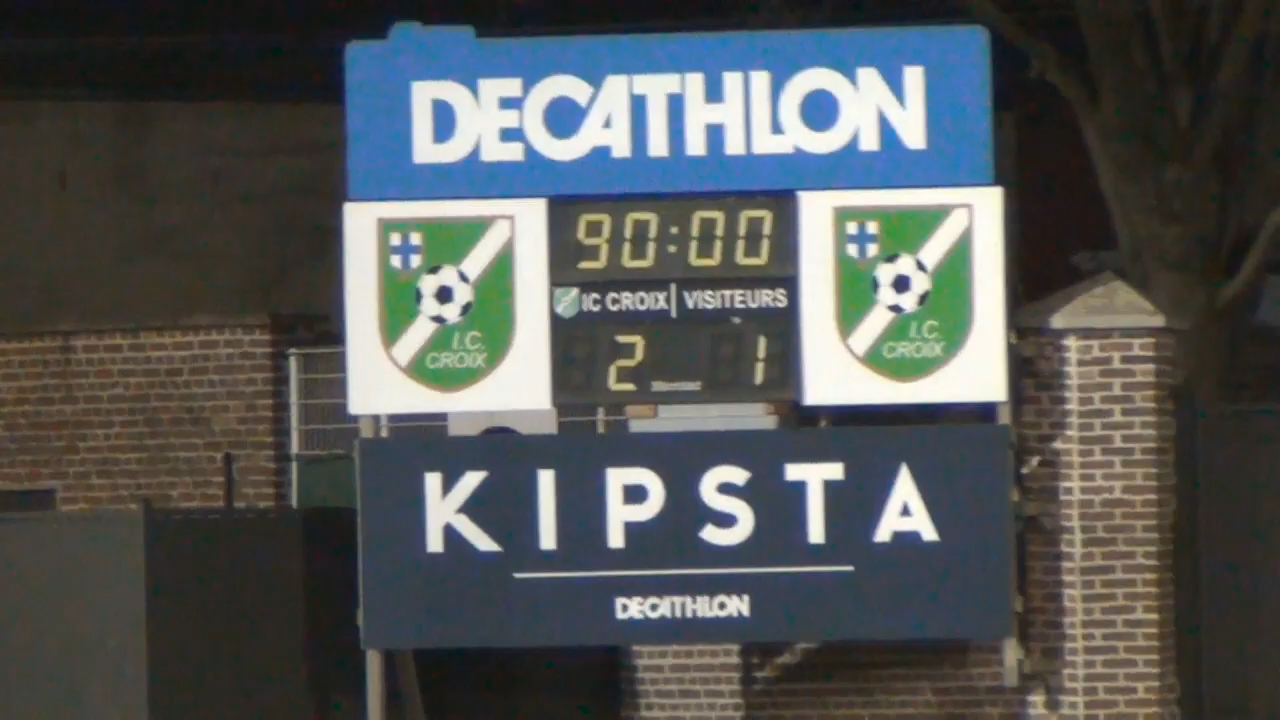 DECATHLON
I.C.
CROIX
90:00
IC CROIX | VISITEURS
2 1
I.C.
CROIX
KIPSTA
DECATHLON